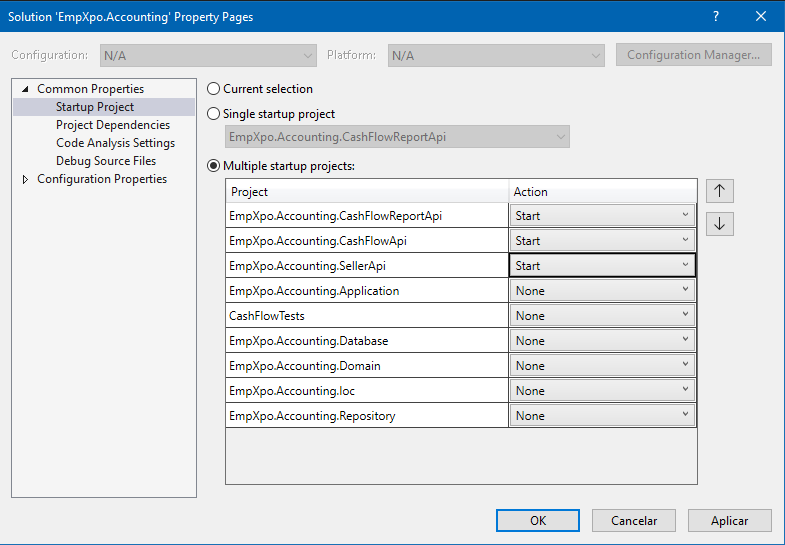 Solution 'EmpXpo.Accounting' Property Pages
Configuration: N/A Platform: N/A Configuration Manager...
Common Properties
Startup Project
Project Dependencies
Code Analysis Settings
Debug Source Files
Configuration Properties
Current selection
Single startup project
EmpXpo.Accounting.CashFlowReportApi
Multiple startup projects:
Project Action
EmpXpo.Accounting.CashFlowReportApi Start
EmpXpo.Accounting.CashFlowApi Start
EmpXpo.Accounting.SellerApi Start
EmpXpo.Accounting.Application None
CashFlowTests None
EmpXpo.Accounting.Database None
EmpXpo.Accounting.Domain None
EmpXpo.Accounting.Ioc None
EmpXpo.Accounting.Repository None
OK Cancelar Aplicar